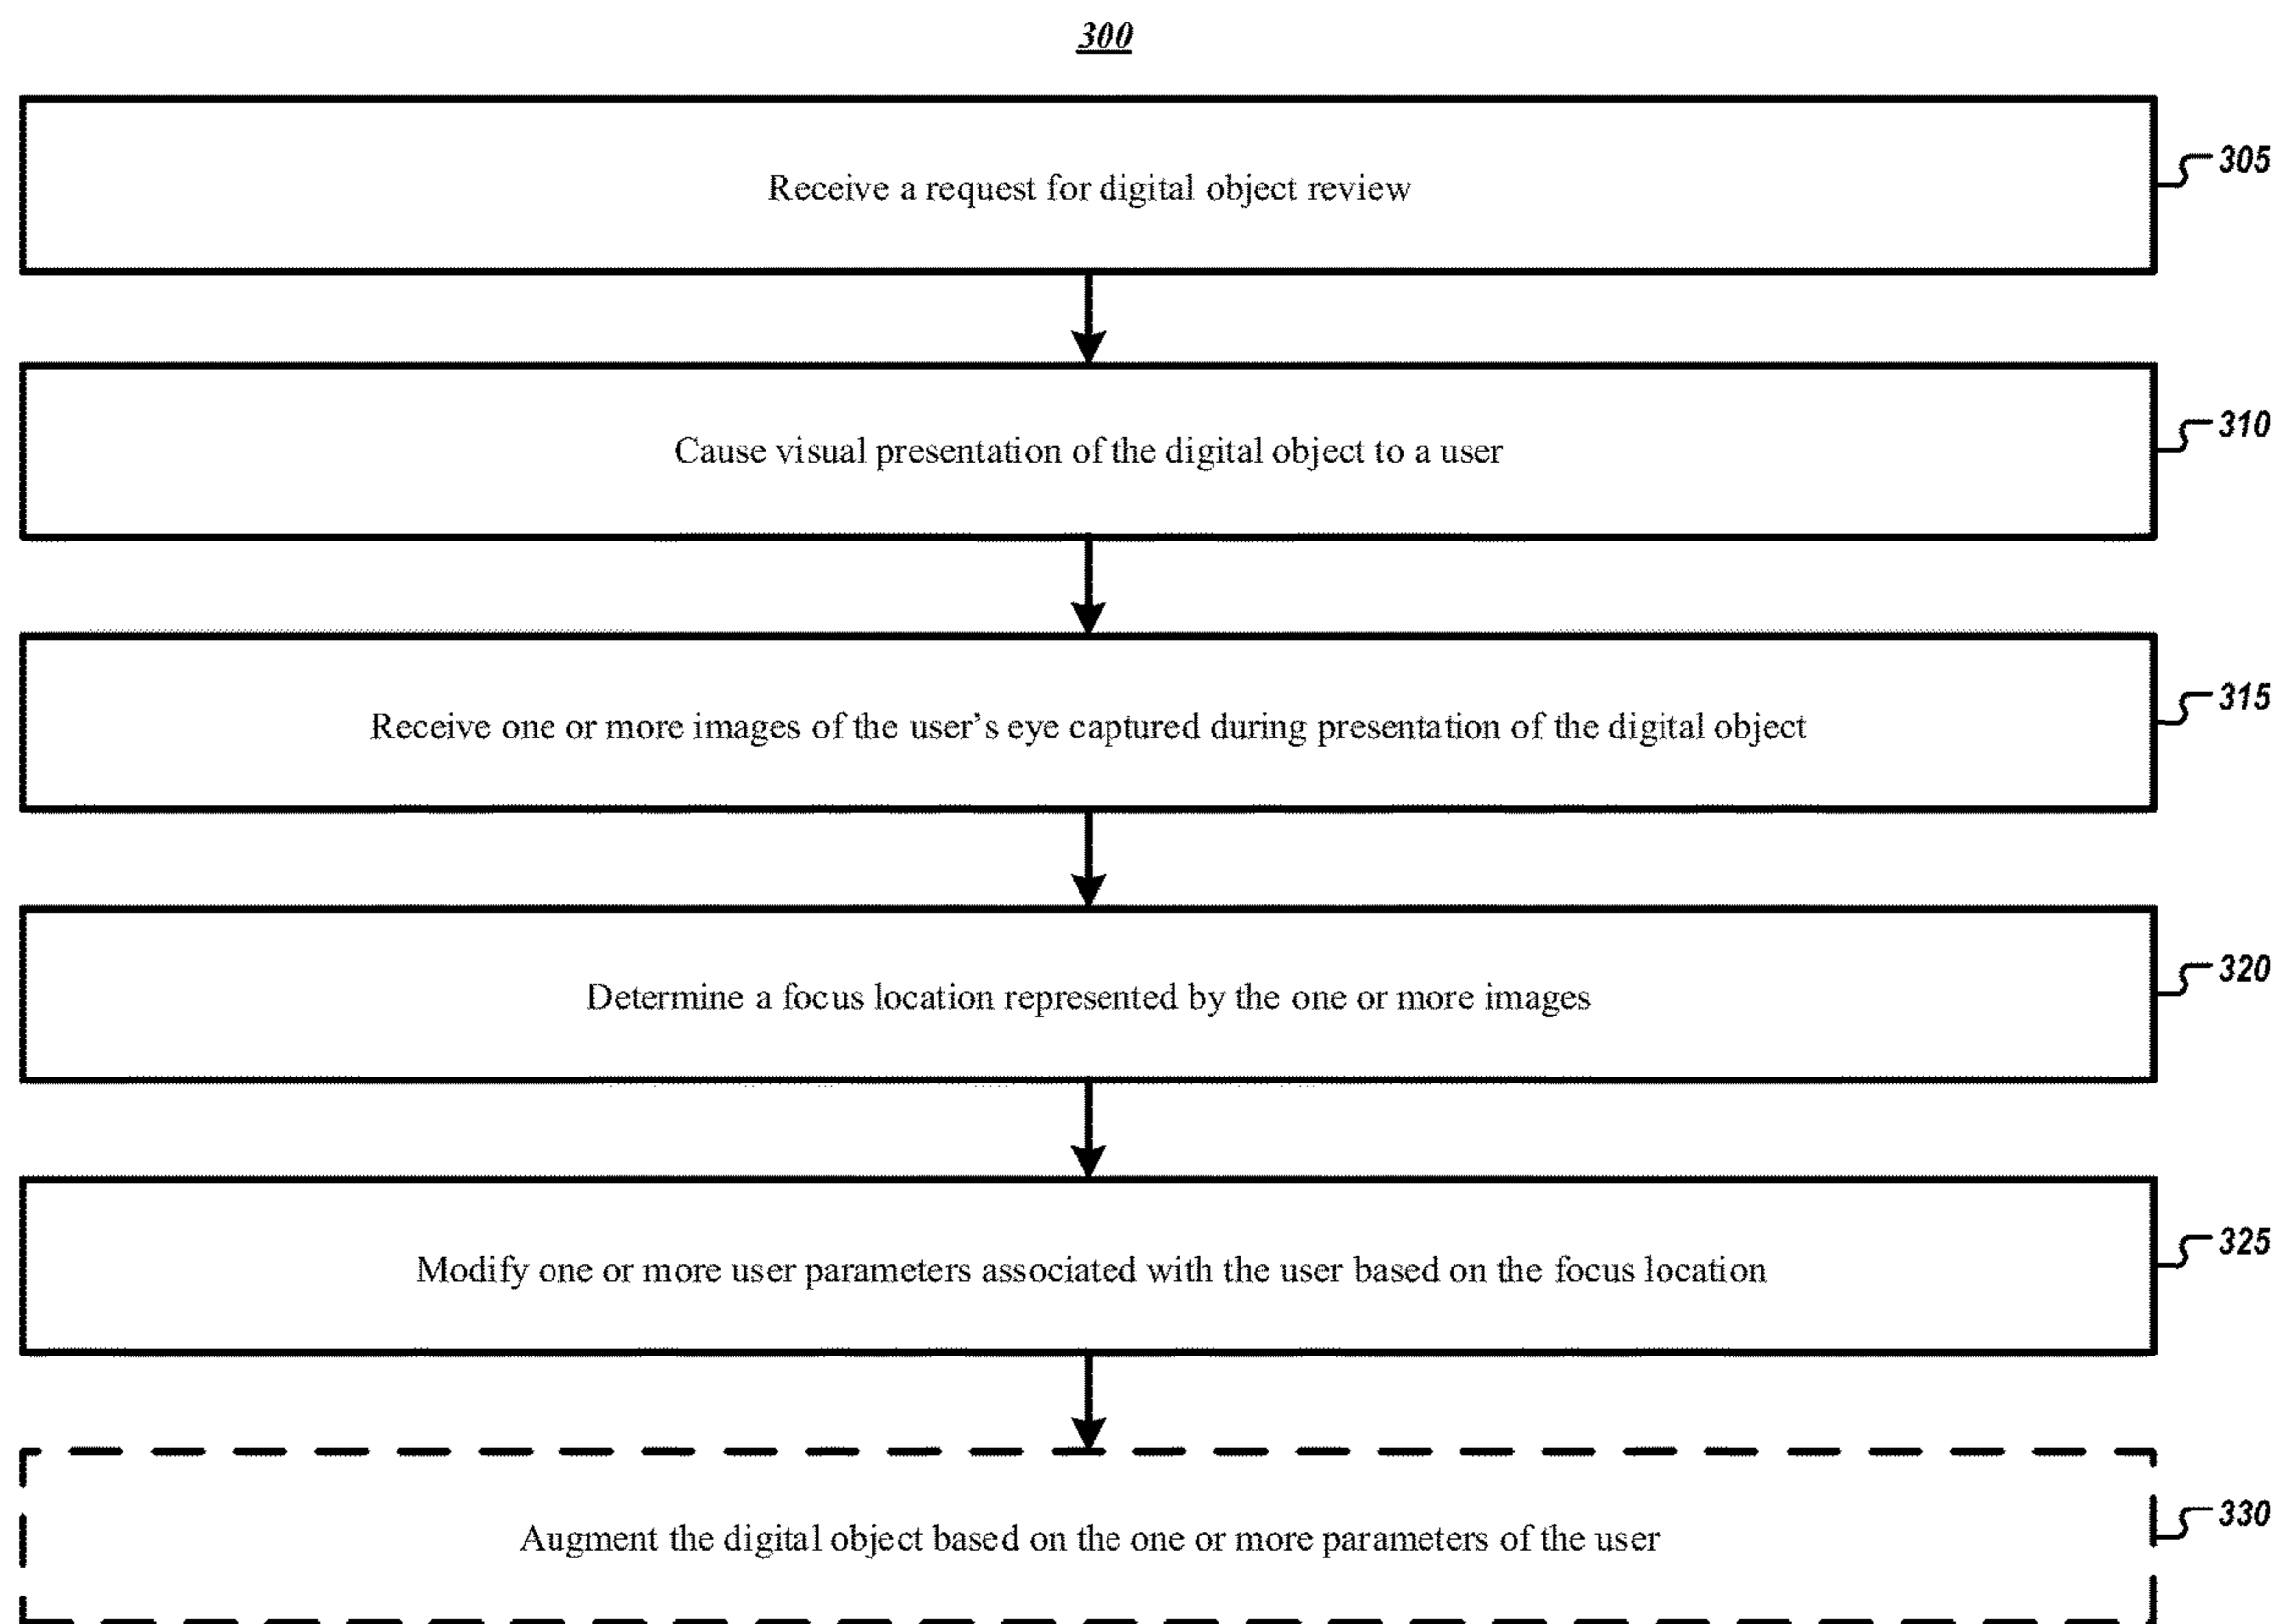 300
Receive a request for digital object review
305
Cause visual presentation of the digital object to a user
310
Receive one or more images of the user’s eye captured during presentation of the digital object
315
Determine a focus location represented by the one or more images
320
Modify one or more user parameters associated with the user based on the focus location
325
Augment the digital object based on the one or more parameters of the user
330